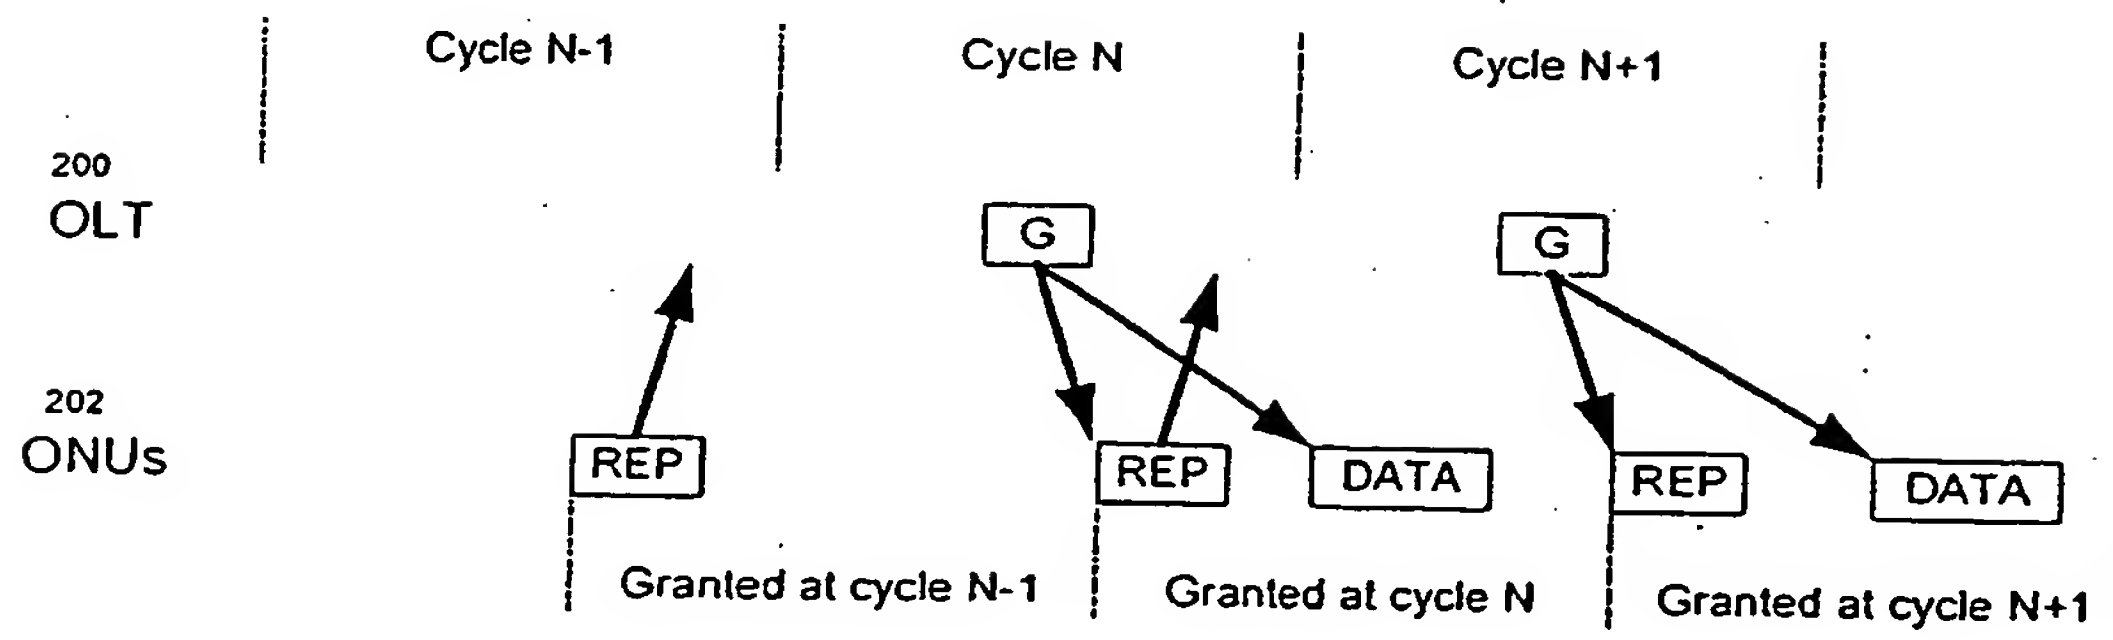 Cycle N-1
Cycle N
Cycle N+1
200
OLT
G
G
202
ONUs
REP
REP
DATA
REP
DATA
Granted at cycle N-1
Granted at cycle N
Granted at cycle N+1